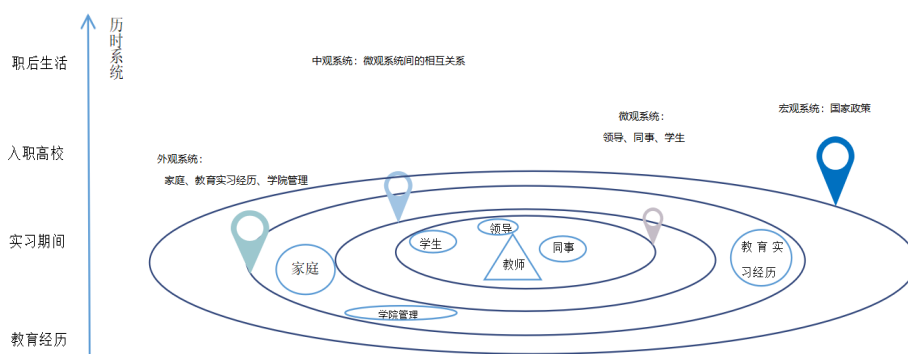 历时系统
职后生活
中观系统：微观系统间的相互关系
宏观系统：国家政策
微观系统：
领导、同事、学生
入职高校
外观系统：
家庭、教育实习经历、学院管理
实习期间
领导
学生
同事
教育实
习经历
家庭
教师
学院管理
教育经历